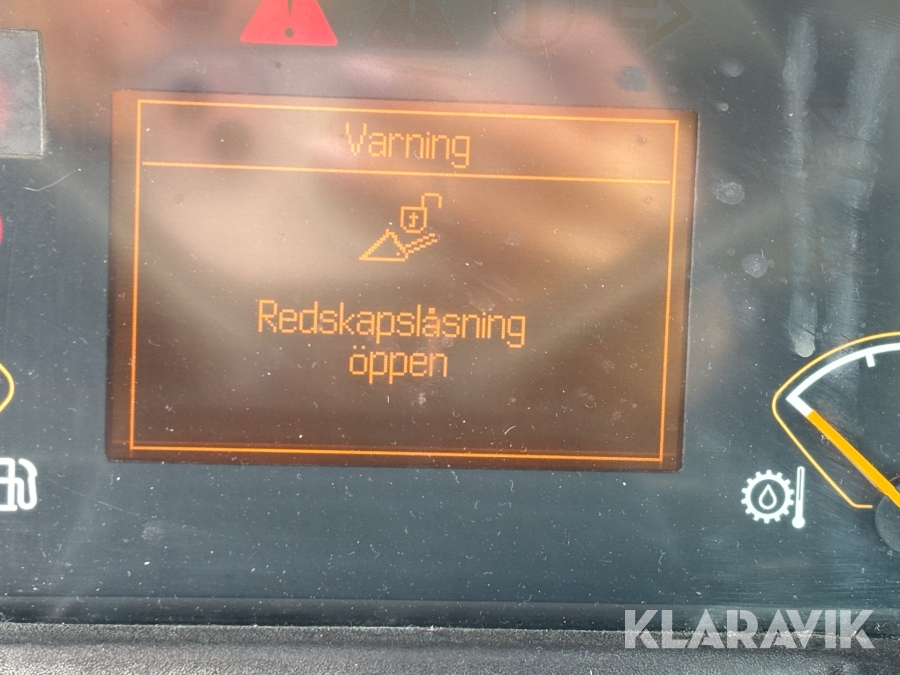 Varning
Redskapslåsning
öppen
KLARAVIK